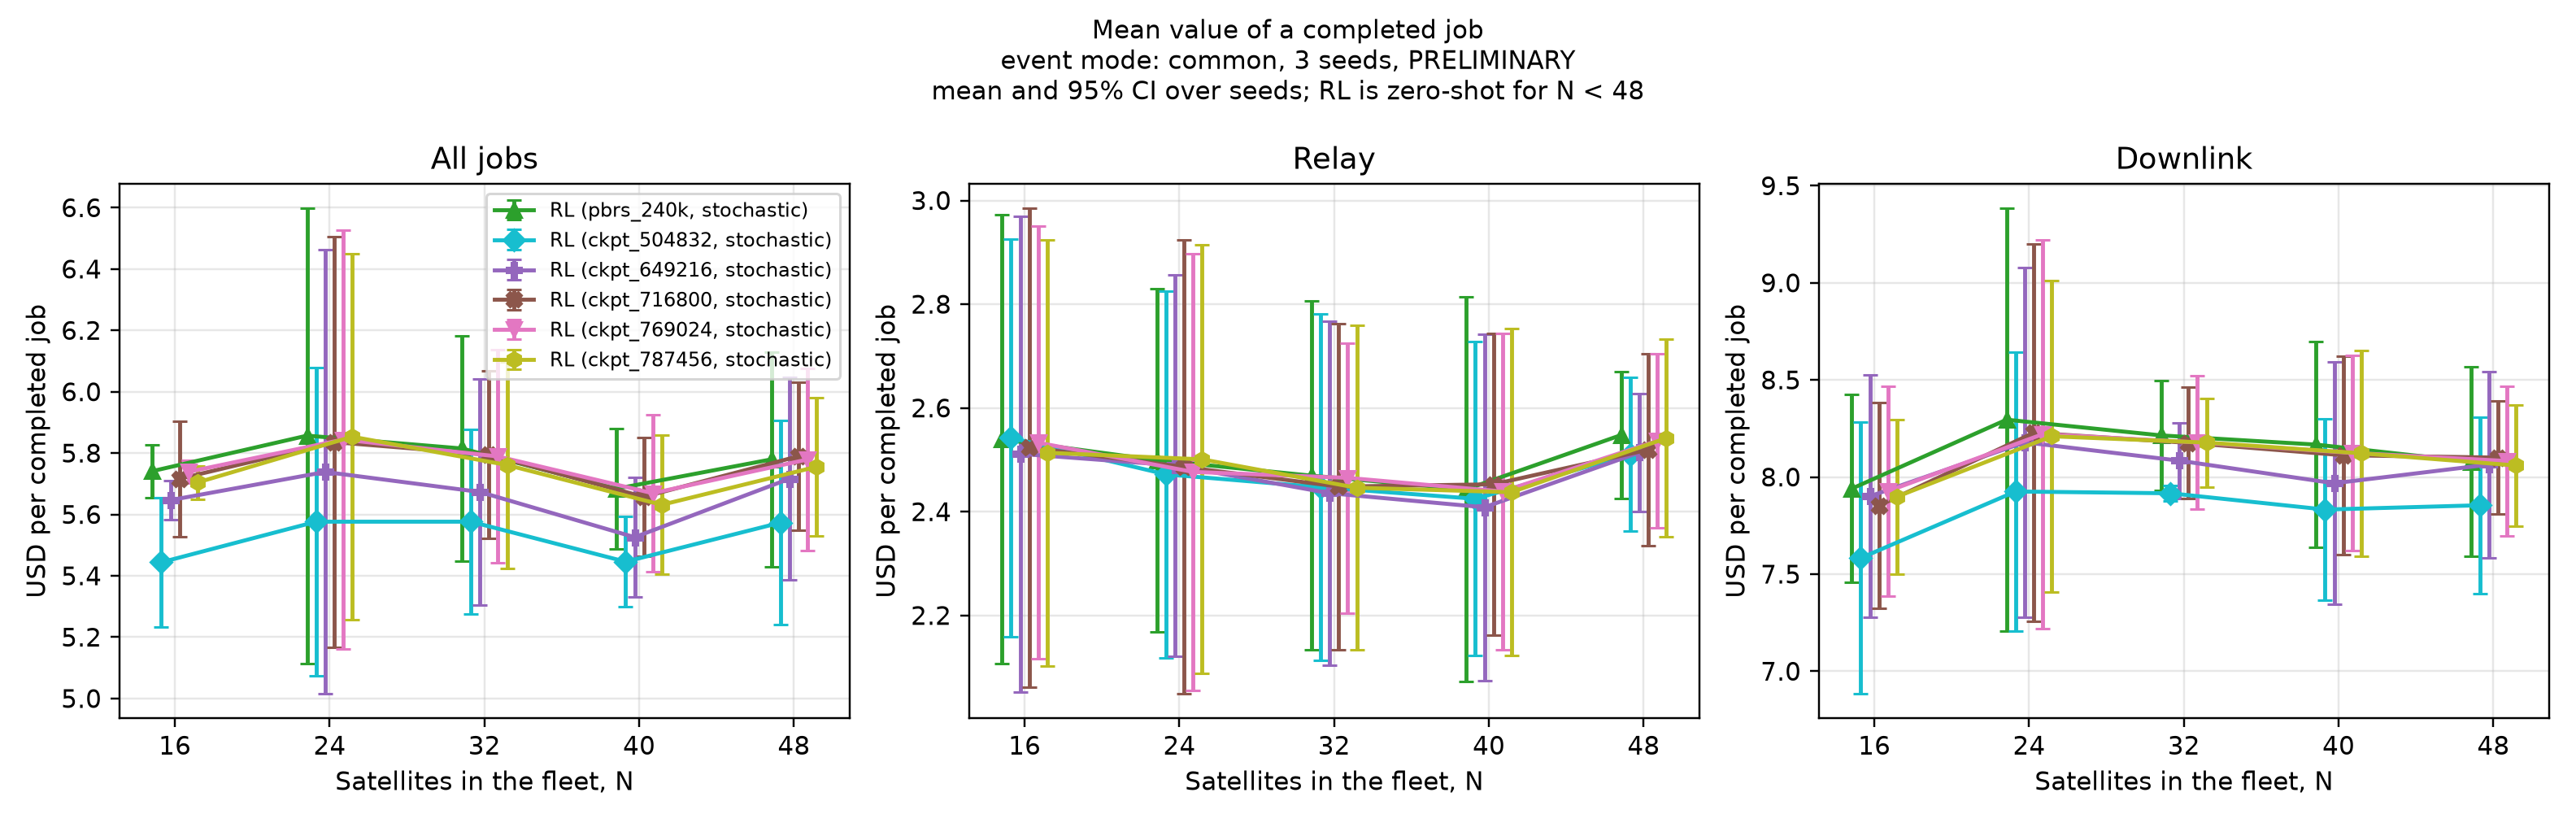 Mean value of a completed job
event mode: common, 3 seeds, PRELIMINARY
mean and 95% CI over seeds; RL is zero-shot for N < 48
All jobs
USD per completed job
6.6
6.4
6.2
6.0
5.8
5.6
5.4
5.2
5.0
RL (pbrs_240k, stochastic)
RL (ckpt_504832, stochastic)
RL (ckpt_649216, stochastic)
RL (ckpt_716800, stochastic)
RL (ckpt_769024, stochastic)
RL (ckpt_787456, stochastic)
16 24 32 40 48
Satellites in the fleet, N
Relay
USD per completed job
3.0
2.8
2.6
2.4
2.2
16 24 32 40 48
Satellites in the fleet, N
Downlink
USD per completed job
9.5
9.0
8.5
8.0
7.5
7.0
16 24 32 40 48
Satellites in the fleet, N